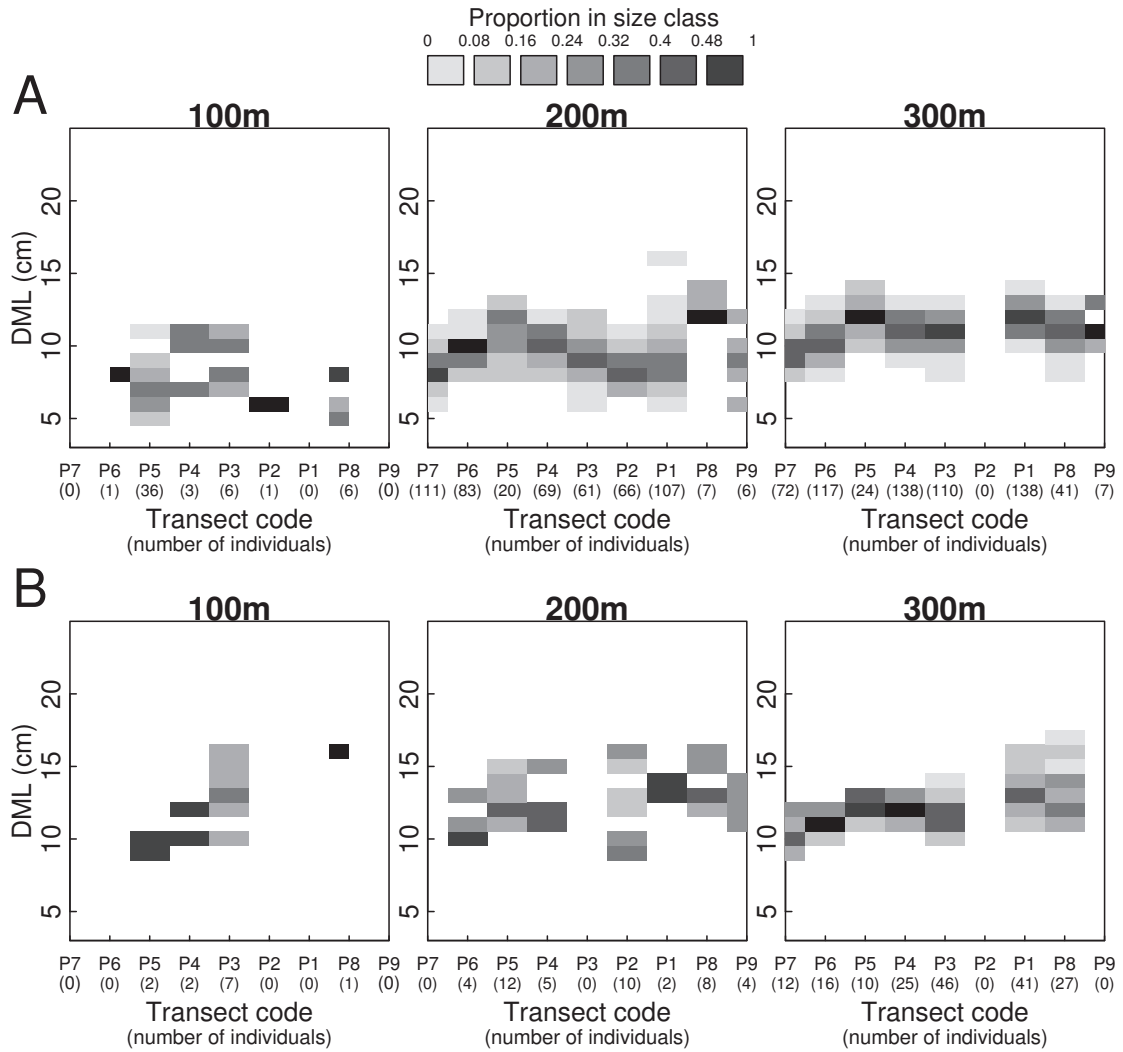 Proportion in size class
0 0.08 0.16 0.24 0.32 0.4 0.48 1
A
100m 200m 300m
DML (cm)
20 20 20
15 15 15
10 10 10
5 5 5
P7 P6 P5 P4 P3 P2 P1 P8 P9 P7 P6 P5 P4 P3 P2 P1 P8 P9 P7 P6 P5 P4 P3 P2 P1 P8 P9
(0) (1) (36) (3) (6) (1) (0) (6) (0) (111) (83) (20) (69) (61) (66) (107) (7) (6) (72) (117) (24) (138) (110) (0) (138) (41) (7)
Transect code Transect code Transect code
(number of individuals) (number of individuals) (number of individuals)
B
100m 200m 300m
DML (cm)
20 20 20
15 15 15
10 10 10
5 5 5
P7 P6 P5 P4 P3 P2 P1 P8 P9 P7 P6 P5 P4 P3 P2 P1 P8 P9 P7 P6 P5 P4 P3 P2 P1 P8 P9
(0) (0) (2) (2) (7) (0) (0) (1) (0) (0) (4) (12) (5) (0) (10) (2) (8) (4) (12) (16) (10) (25) (46) (0) (41) (27) (0)
Transect code Transect code Transect code
(number of individuals) (number of individuals) (number of individuals)